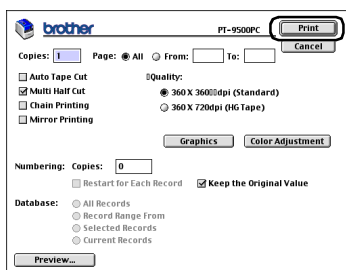 brother PT-9500PC Print
Cancel
Copies: 1 Page: All From: To:
Auto Tape Cut Quality:
Multi Half Cut 360 X 360 dpi (Standard)
Chain Printing 360 X 720dpi (HG Tape)
Mirror Printing
Graphics Color Adjustment
Numbering: Copies: 0
Restart for Each Record Keep the Original Value
Database: All Records
Record Range From
Selected Records
Current Records
Preview...